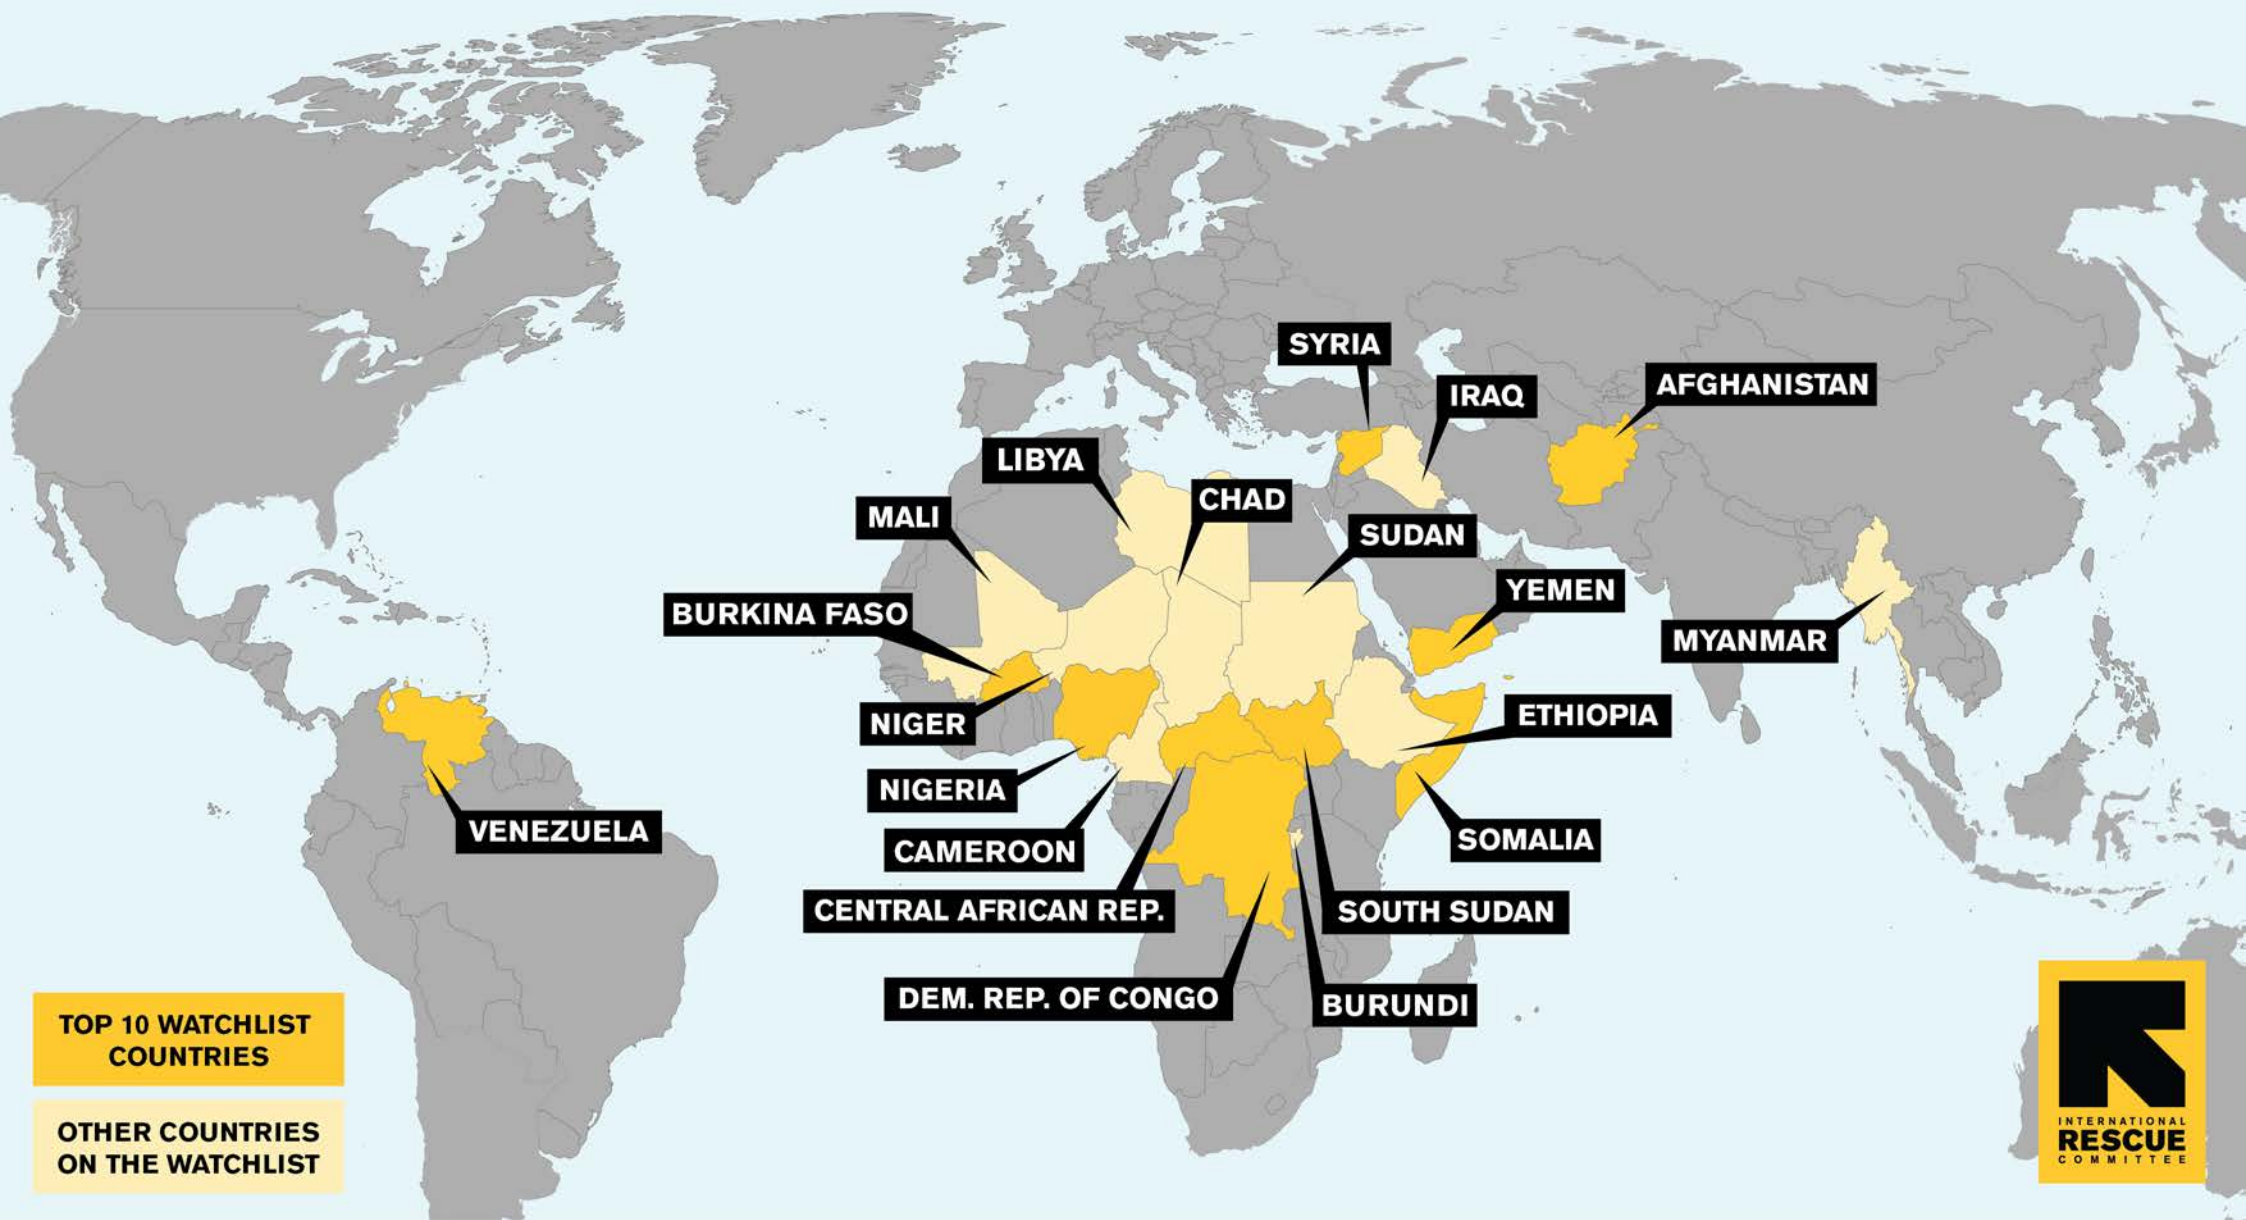 SYRIA
IRAQ
AFGHANISTAN
LIBYA
CHAD
MALI
SUDAN
YEMEN
BURKINA FASO
MYANMAR
NIGER
ETHIOPIA
NIGERIA
VENEZUELA
CAMEROON
SOMALIA
CENTRAL AFRICAN REP.
SOUTH SUDAN
DEM. REP. OF CONGO
BURUNDI
TOP 10 WATCHLIST
COUNTRIES
OTHER COUNTRIES
ON THE WATCHLIST
INTERNATIONAL
RESCUE
COMMITTEE